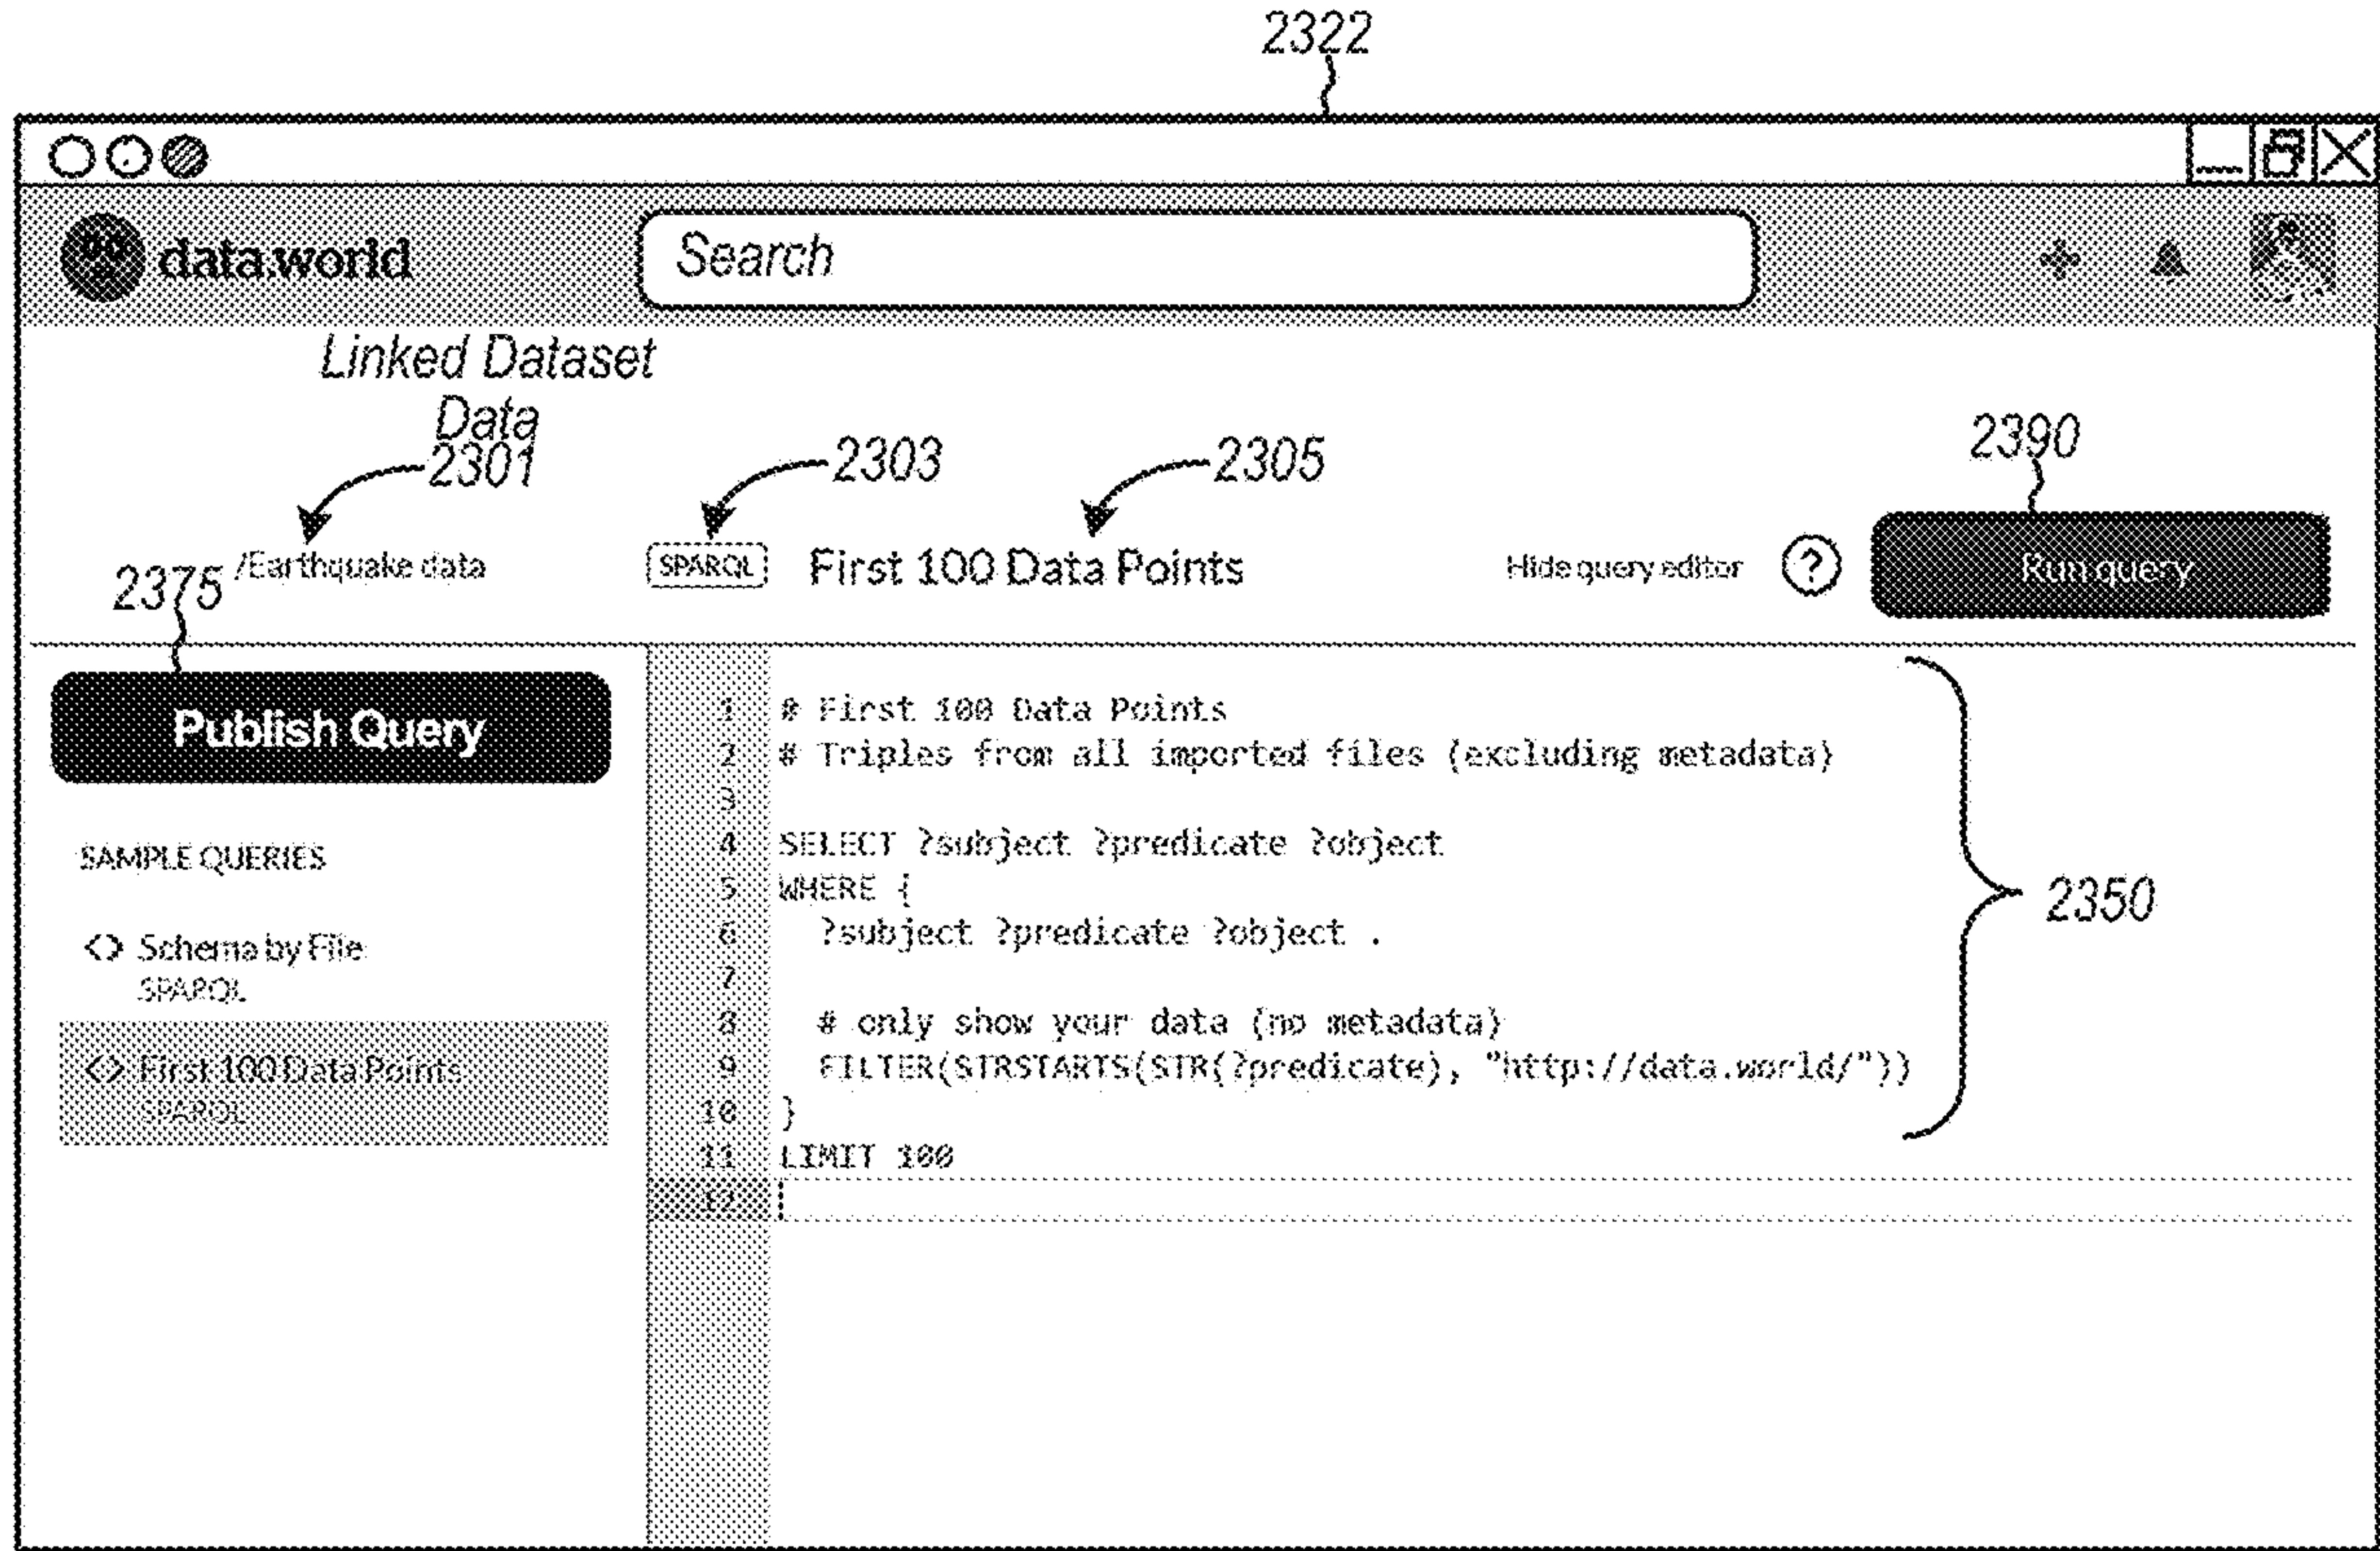 2322
data.world
Search
Linked Dataset
Data
2301
2303
2305
2390
/Earthquake data
SPARQL
First 100 Data Points
Hide query editor
?
Run query
2375
Publish Query
SAMPLE QUERIES
<> Schema by File
SPARQL
<> First 100 Data Points
SPARQL
1 # First 100 Data Points
2 # Triples from all imported files (excluding metadata)
3
4 SELECT ?subject ?predicate ?object
5 WHERE {
6 ?subject ?predicate ?object .
7
8 # only show your data (no metadata)
9 FILTER(STRSTARTS(STR(?predicate), "http://data.world/"))
10 }
11 LIMIT 100
12
2350